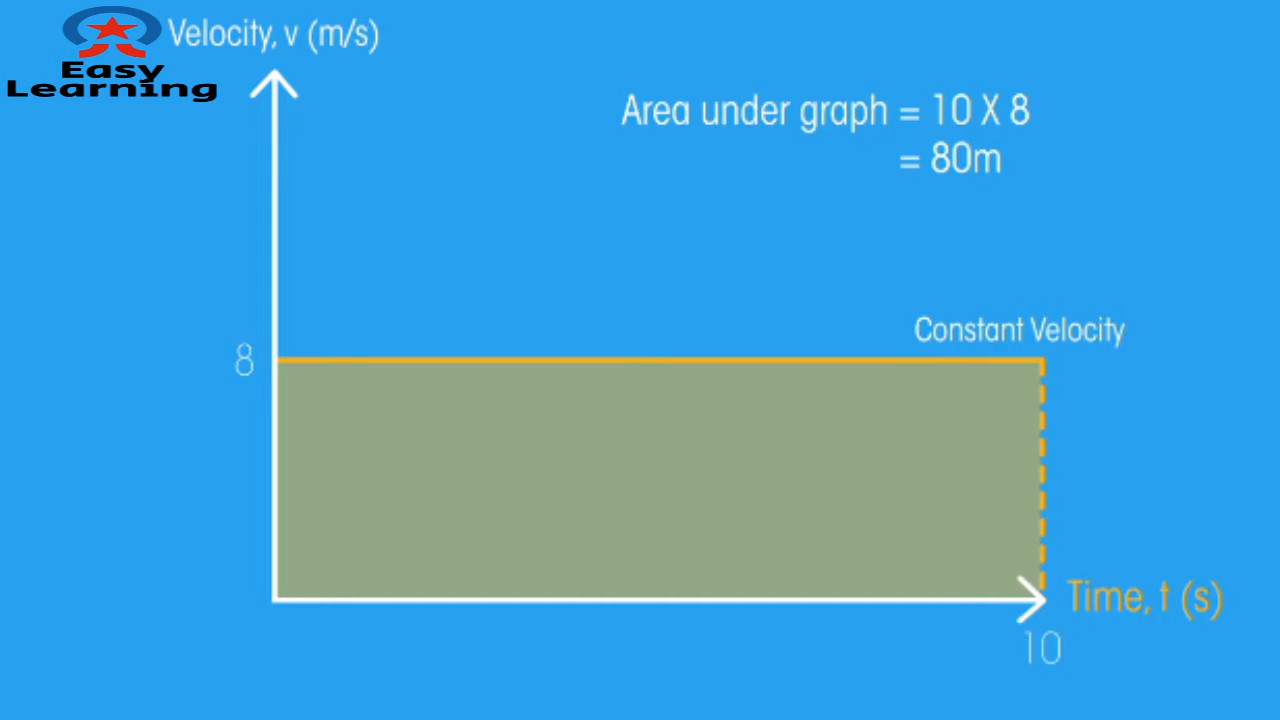 Velocity, v (m/s)
Easy
Learning
Area under graph = 10 X 8
= 80m
Constant Velocity
8
Time, t (s)
10